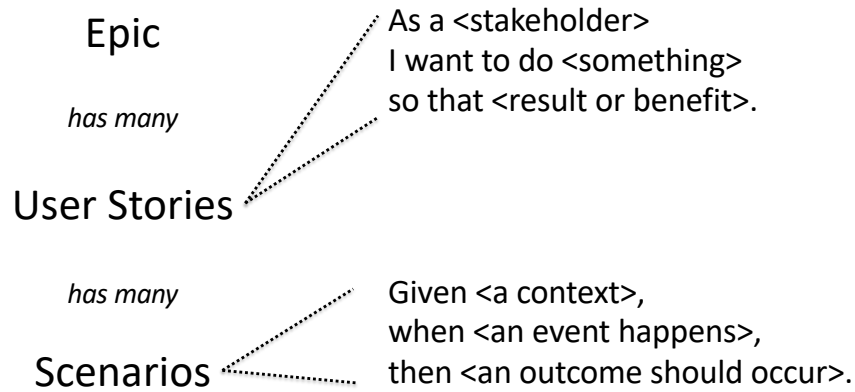 Epic
has many
User Stories
has many
Scenarios
As a <stakeholder>
I want to do <something>
so that <result or benefit>.
Given <a context>,
when <an event happens>,
then <an outcome should occur>.